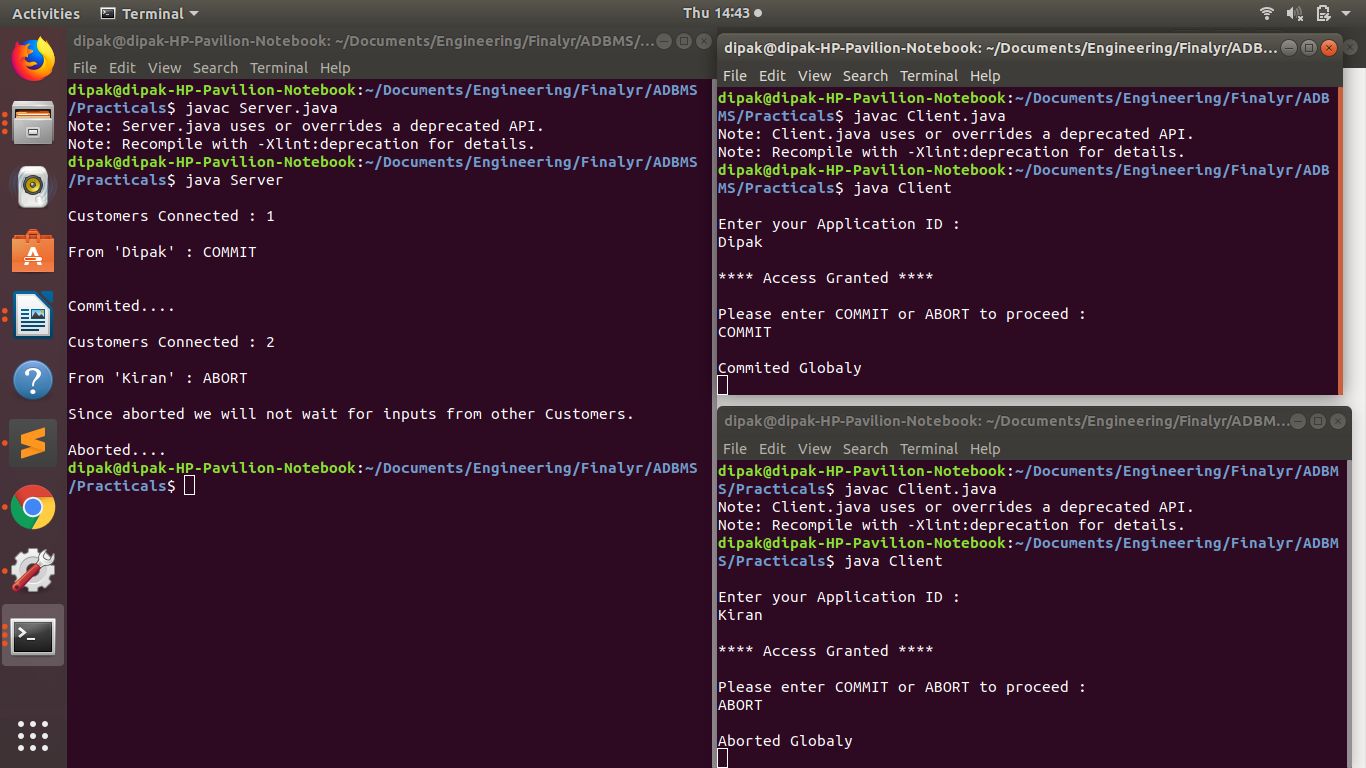 Activities Terminal Thu 14:43
dipak@dipak-HP-Pavilion-Notebook: ~/Documents/Engineering/Finalyr/ADBMS/...
File Edit View Search Terminal Help
dipak@dipak-HP-Pavilion-Notebook:~/Documents/Engineering/Finalyr/ADBMS
/Practicals$ javac Server.java
Note: Server.java uses or overrides a deprecated API.
Note: Recompile with -Xlint:deprecation for details.
dipak@dipak-HP-Pavilion-Notebook:~/Documents/Engineering/Finalyr/ADBMS
/Practicals$ java Server
Customers Connected : 1
From 'Dipak' : COMMIT
Commited....
Customers Connected : 2
From 'Kiran' : ABORT
Since aborted we will not wait for inputs from other Customers.
Aborted....
dipak@dipak-HP-Pavilion-Notebook:~/Documents/Engineering/Finalyr/ADBMS
/Practicals$
dipak@dipak-HP-Pavilion-Notebook: ~/Documents/Engineering/Finalyr/ADB...
File Edit View Search Terminal Help
dipak@dipak-HP-Pavilion-Notebook:~/Documents/Engineering/Finalyr/ADB
MS/Practicals$ javac Client.java
Note: Client.java uses or overrides a deprecated API.
Note: Recompile with -Xlint:deprecation for details.
dipak@dipak-HP-Pavilion-Notebook:~/Documents/Engineering/Finalyr/ADB
MS/Practicals$ java Client
Enter your Application ID :
Dipak
**** Access Granted ****
Please enter COMMIT or ABORT to proceed :
COMMIT
Commited Globaly
dipak@dipak-HP-Pavilion-Notebook: ~/Documents/Engineering/Finalyr/ADBM...
File Edit View Search Terminal Help
dipak@dipak-HP-Pavilion-Notebook:~/Documents/Engineering/Finalyr/ADBM
S/Practicals$ javac Client.java
Note: Client.java uses or overrides a deprecated API.
Note: Recompile with -Xlint:deprecation for details.
dipak@dipak-HP-Pavilion-Notebook:~/Documents/Engineering/Finalyr/ADBM
S/Practicals$ java Client
Enter your Application ID :
Kiran
**** Access Granted ****
Please enter COMMIT or ABORT to proceed :
ABORT
Aborted Globaly